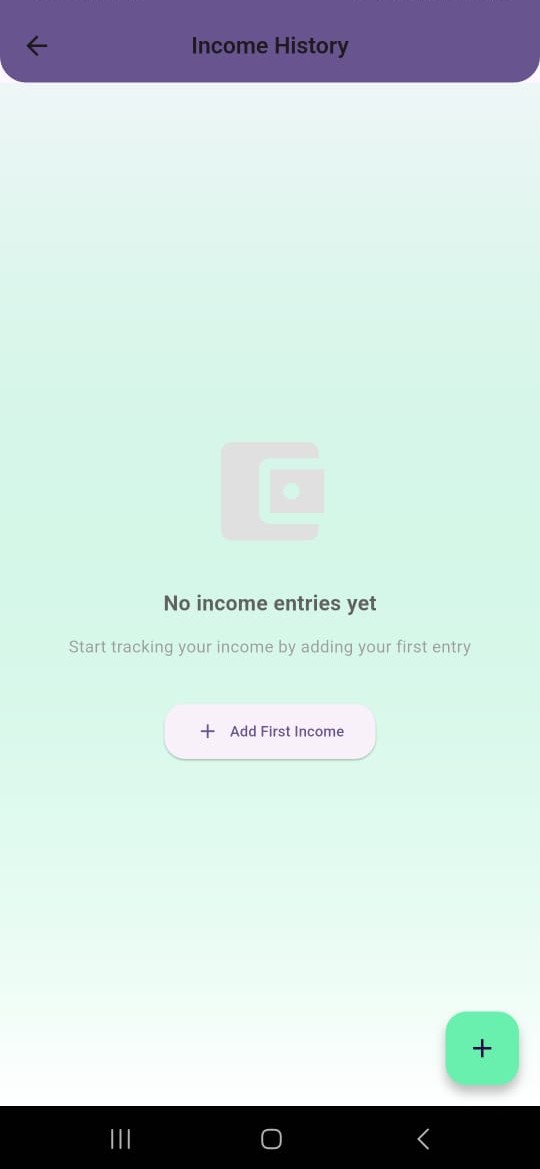 Income History
No income entries yet
Start tracking your income by adding your first entry
Add First Income